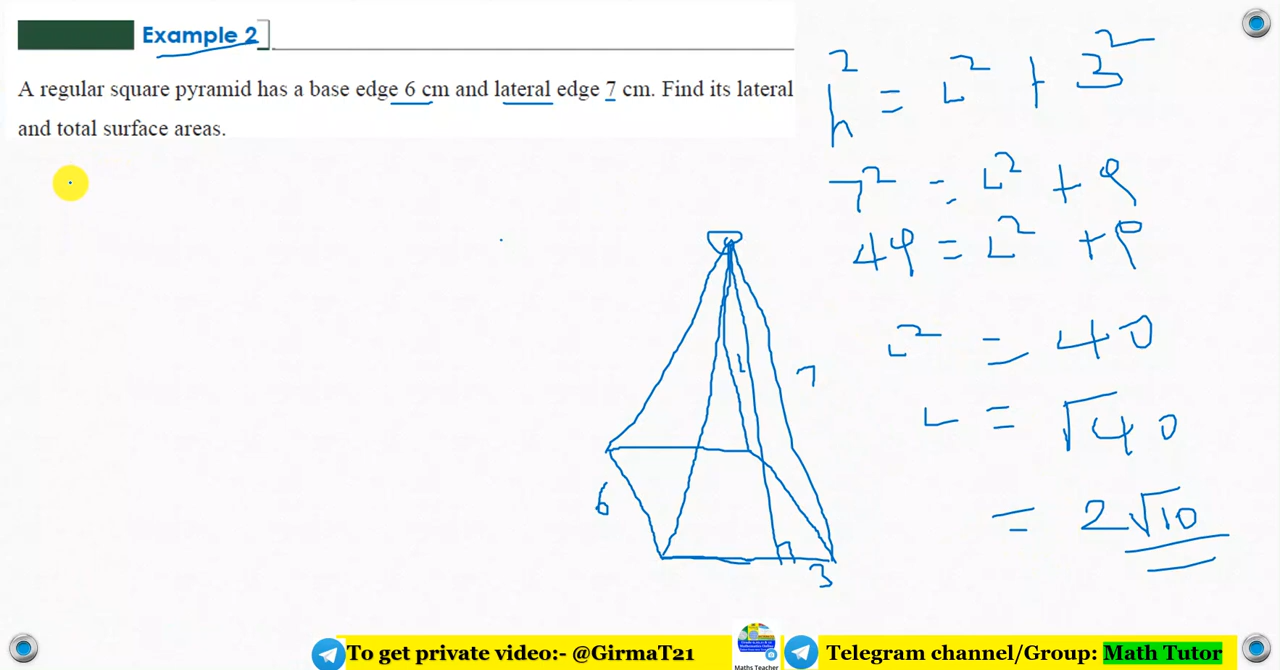 Example 2
A regular square pyramid has a base edge 6 cm and lateral edge 7 cm. Find its lateral
and total surface areas.
h² = L² + 3²
7² = L² + 9
49 = L² + 9
L² = 40
L = √40
= 2√10
L
7
6
3
To get private video:- @GirmaT21
Maths Teacher
Telegram channel/Group: Math Tutor